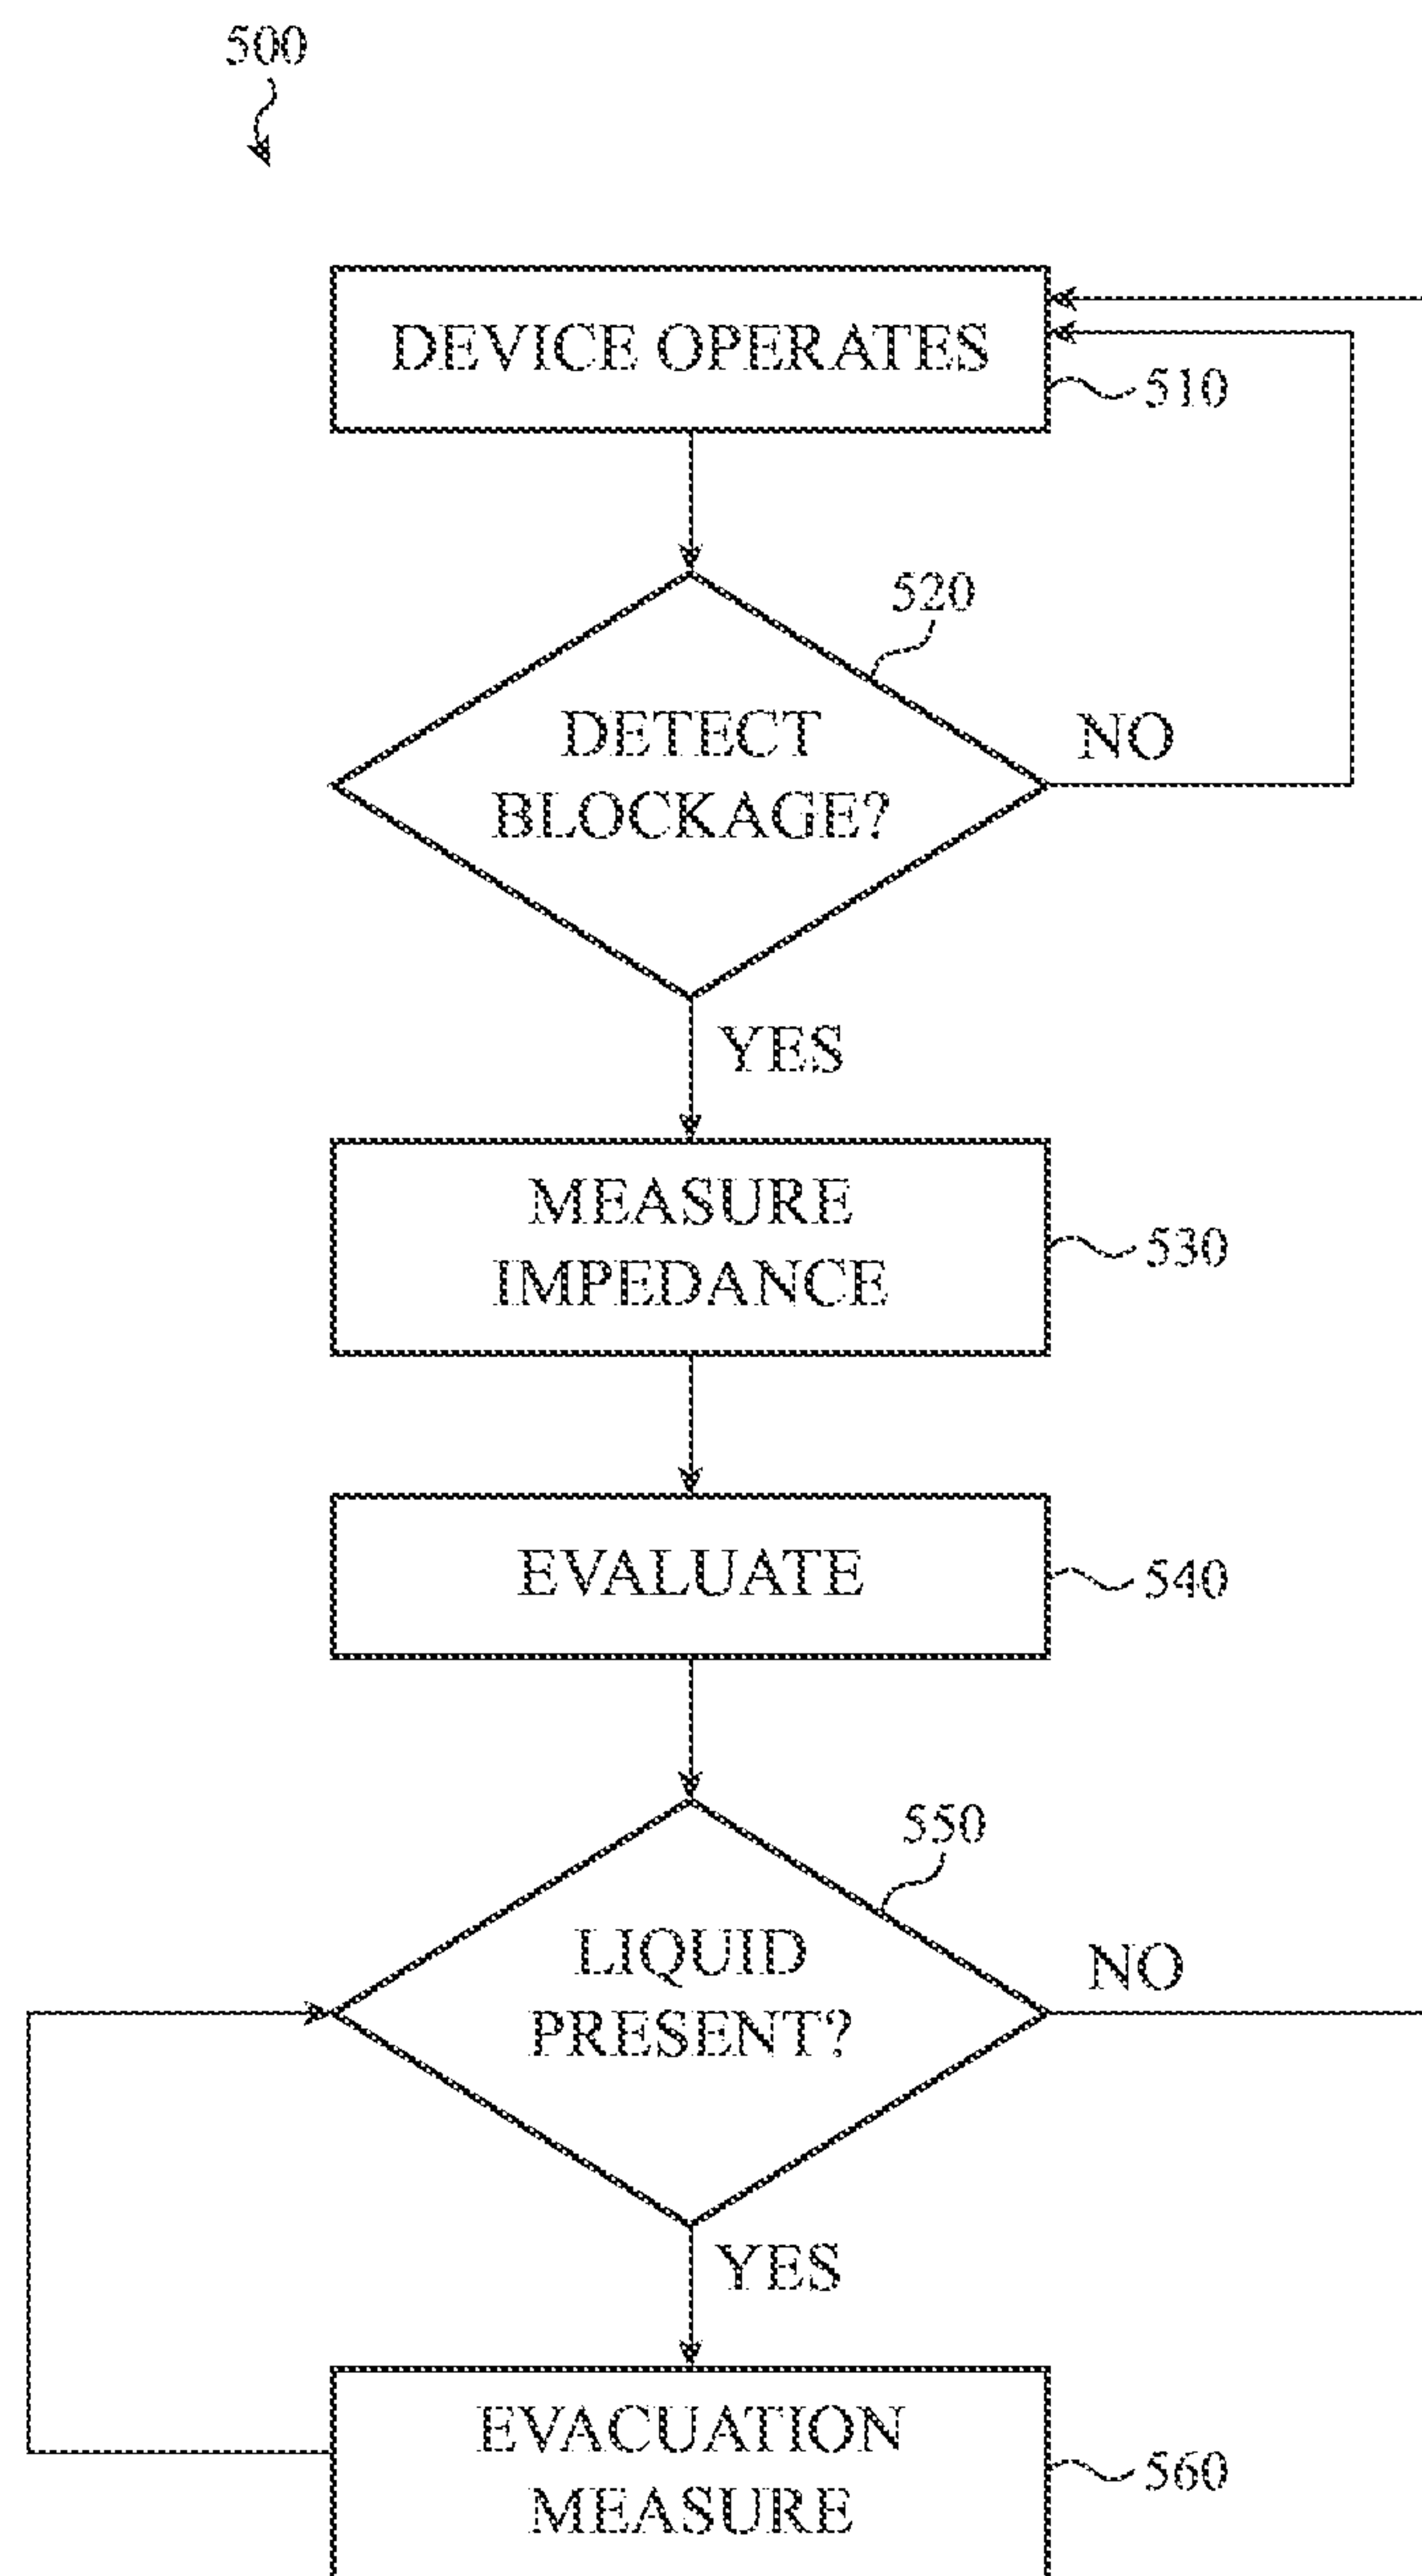 500
DEVICE OPERATES
510
520
DETECT
BLOCKAGE?
NO
YES
MEASURE
IMPEDANCE
530
EVALUATE
540
550
LIQUID
PRESENT?
NO
YES
EVACUATION
MEASURE
560